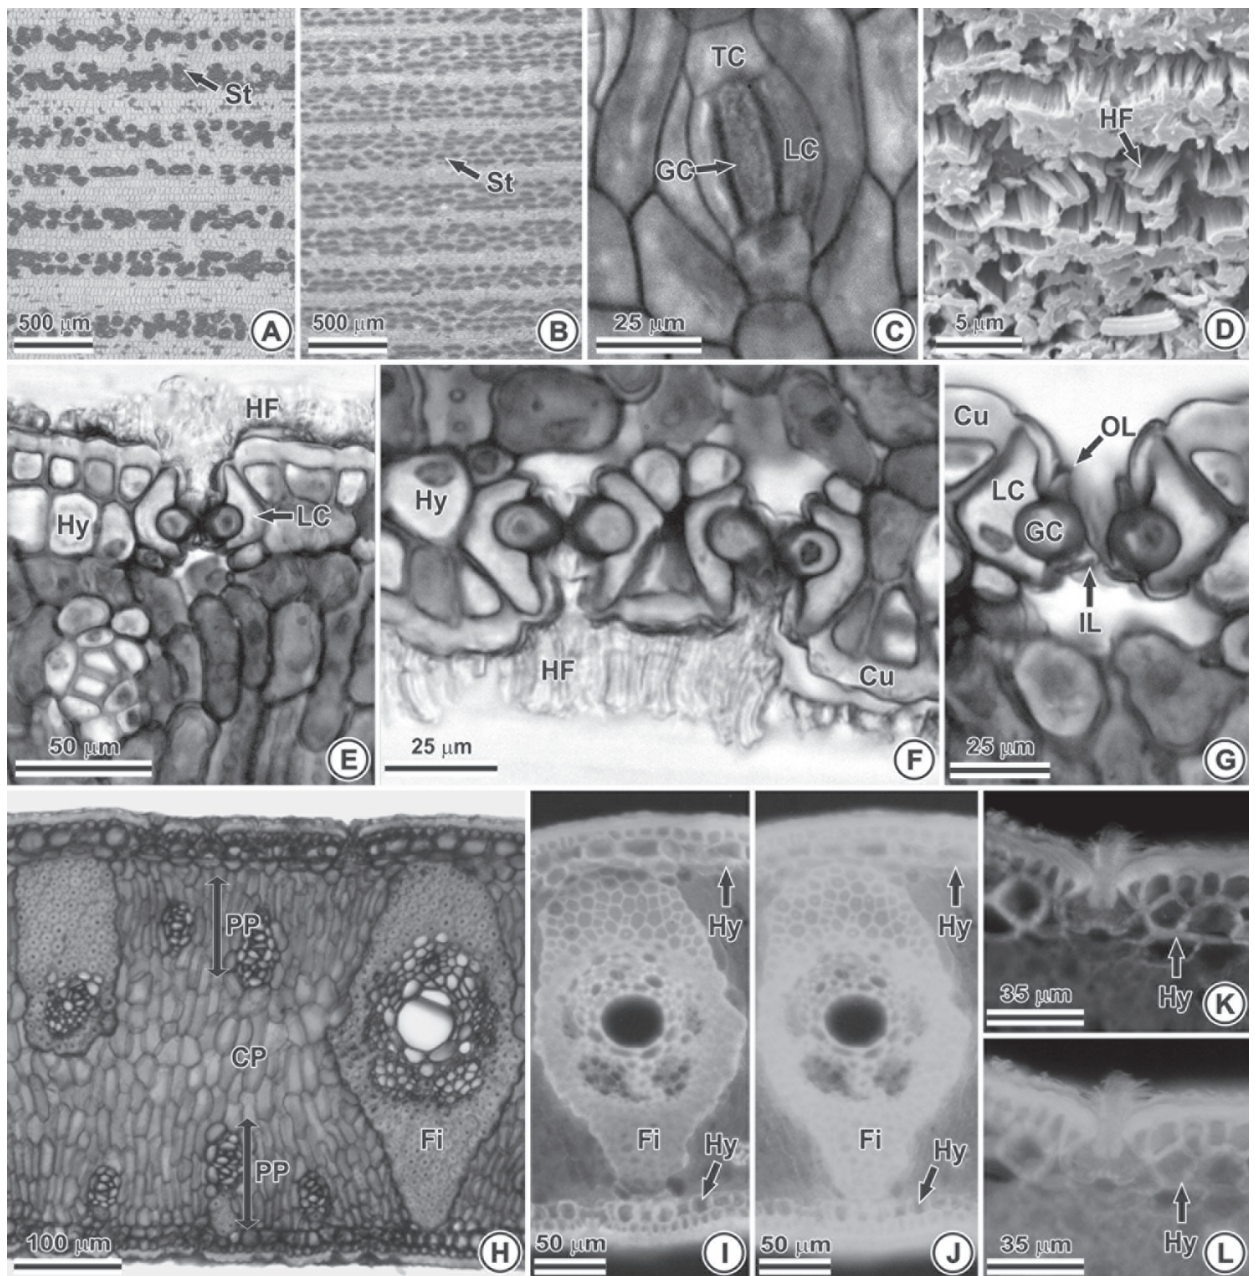 St
500 μm
A
St
500 μm
B
TC
GC
LC
25 μm
C
HF
5 μm
D
HF
Hy
LC
50 μm
E
Hy
HF
Cu
25 μm
F
Cu
OL
LC
GC
IL
25 μm
G
PP
CP
PP
Fi
100 μm
H
Hy
Fi
Hy
50 μm
I
Hy
Fi
Hy
50 μm
J
Hy
35 μm
K
Hy
35 μm
L